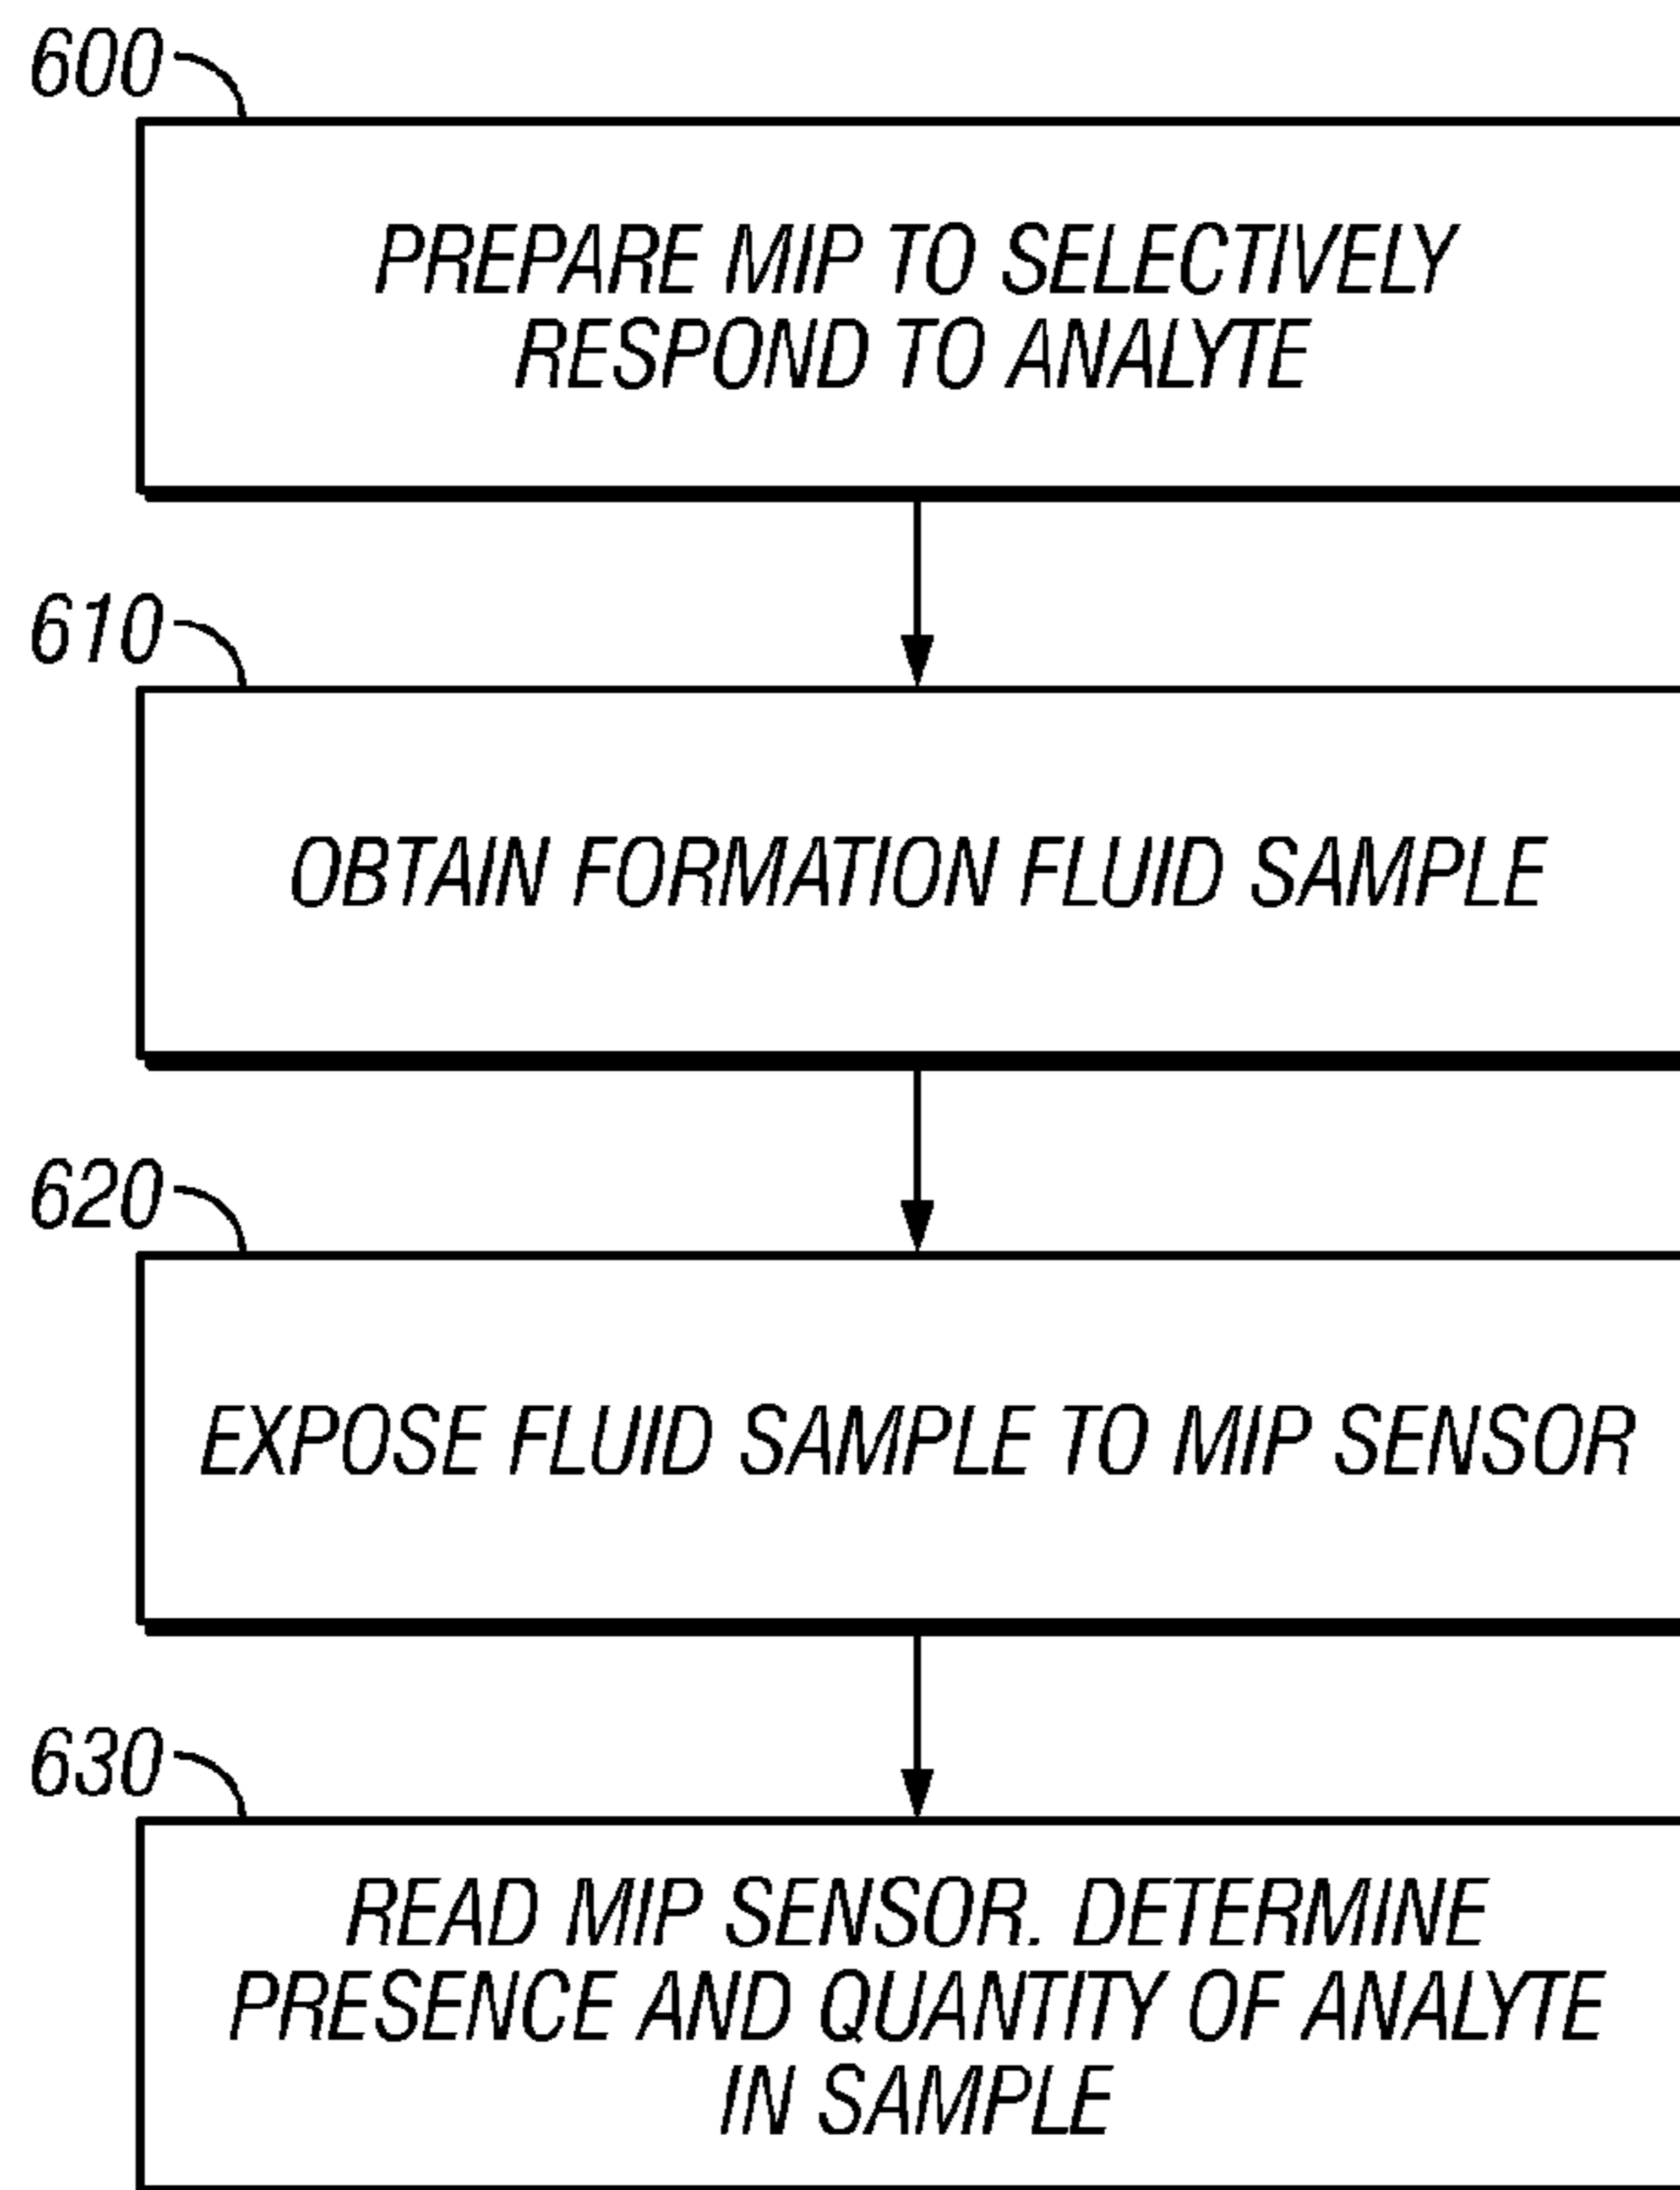 600
PREPARE MIP TO SELECTIVELY
RESPOND TO ANALYTE
610
OBTAIN FORMATION FLUID SAMPLE
620
EXPOSE FLUID SAMPLE TO MIP SENSOR
630
READ MIP SENSOR. DETERMINE
PRESENCE AND QUANTITY OF ANALYTE
IN SAMPLE